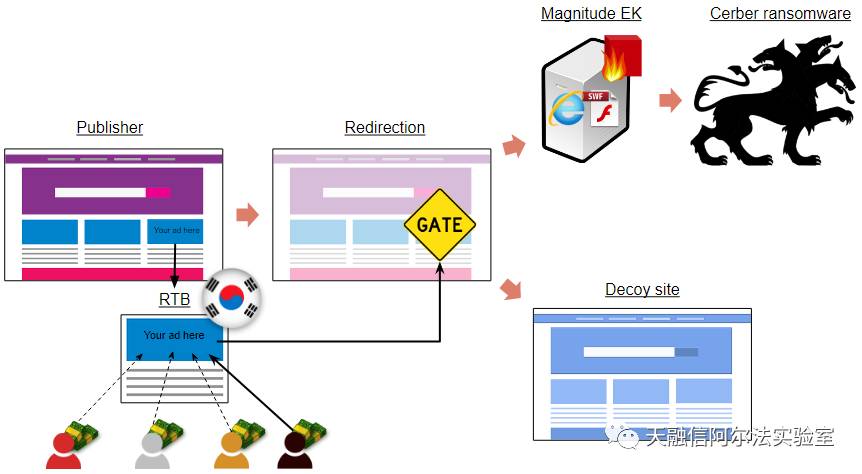 Magnitude EK
Cerber ransomware
Publisher
Redirection
Your ad here
GATE
SWF
RTB
Your ad here
Decoy site
天融信阿尔法实验室